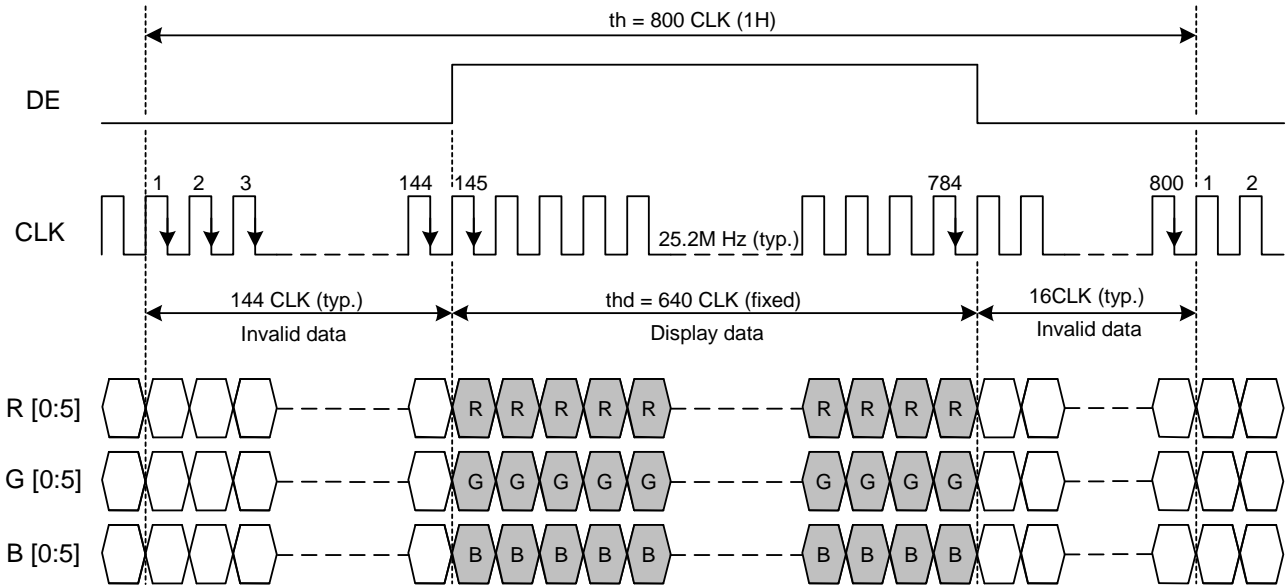 th = 800 CLK (1H)
DE
1 2 3 144 145 784 800 1 2
CLK
25.2M Hz (typ.)
144 CLK (typ.) thd = 640 CLK (fixed) 16CLK (typ.)
Invalid data Display data Invalid data
R [0:5] R R R R R R R R R
G [0:5] G G G G G G G G G
B [0:5] B B B B B B B B B